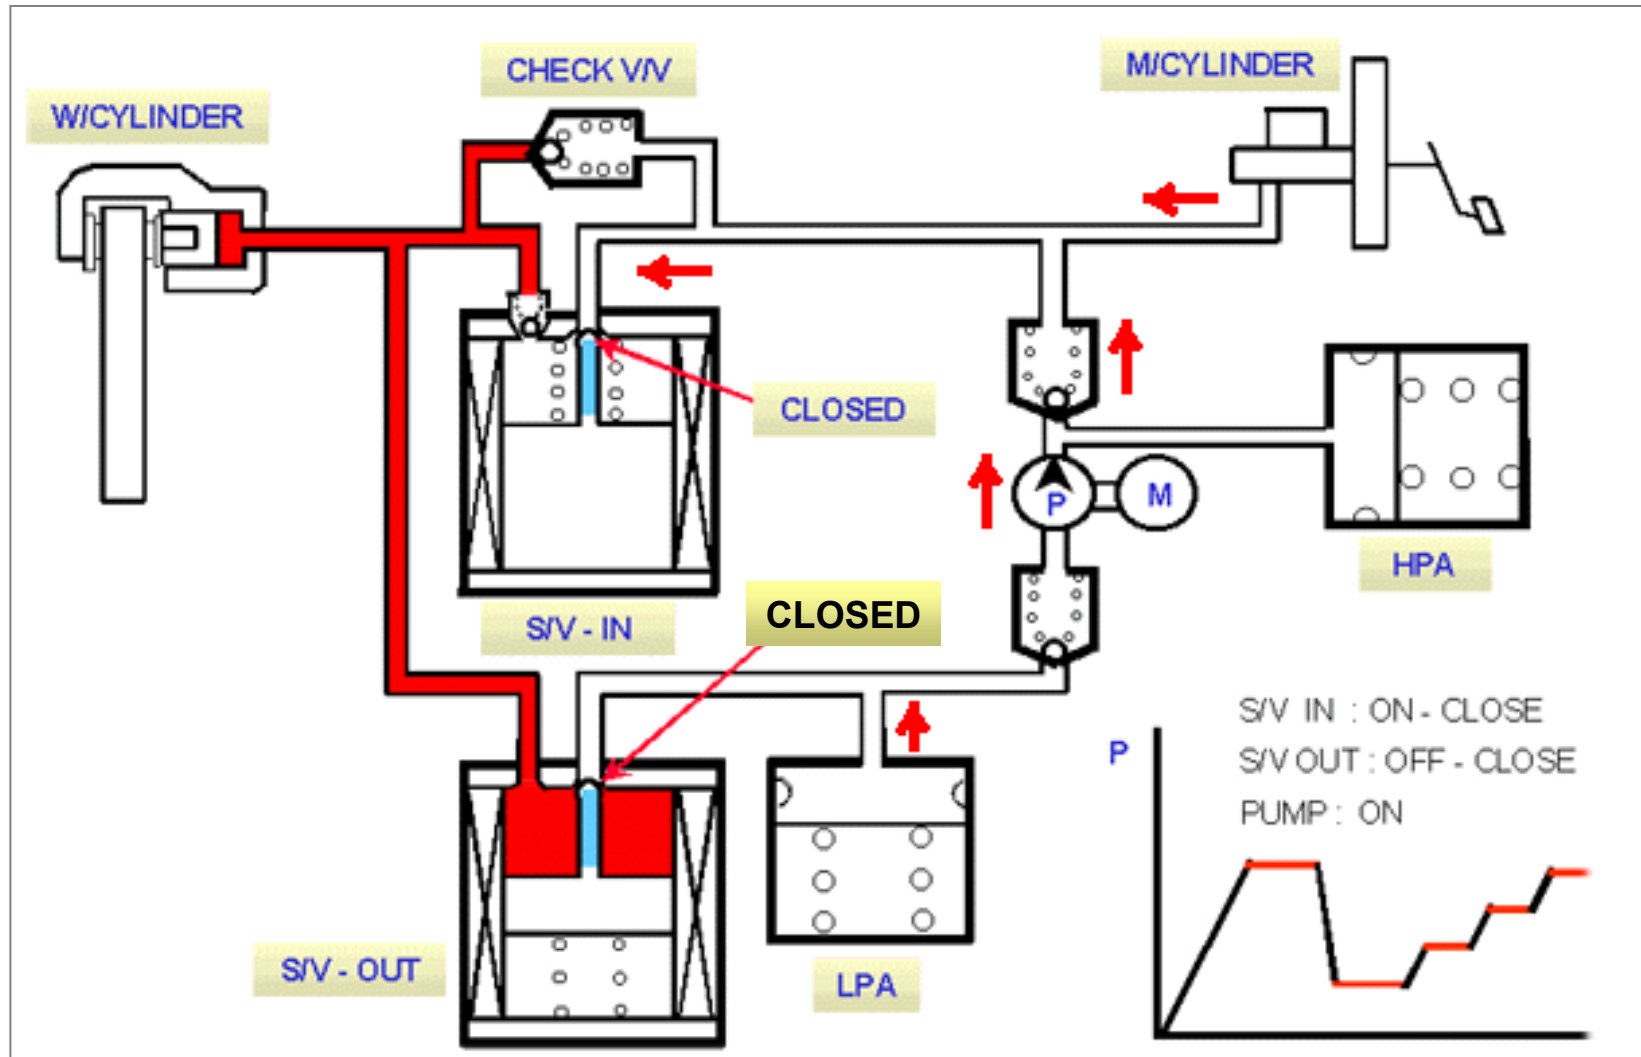 CHECK V/V
M/CYLINDER
W/CYLINDER
CLOSED
P
M
HPA
CLOSED
S/V - IN
S/V IN : ON - CLOSE
P
S/V OUT : OFF - CLOSE
PUMP : ON
S/V - OUT
LPA